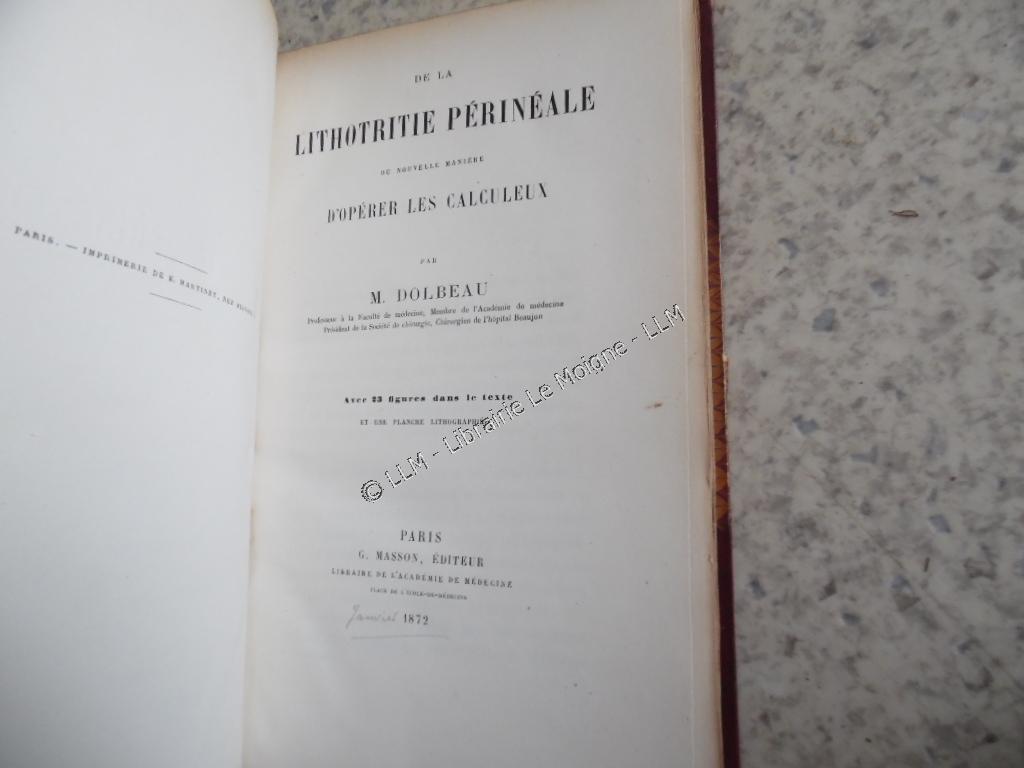 PARIS. — IMPRIMERIE DE E. MARTINET, RUE
DE LA
LITHOTRITIE PÉRINÉALE
OU NOUVELLE MANIÈRE
D'OPÉRER LES CALCULEUX
PAR
M. DOLBEAU
Professeur à la Faculté de médecine, Membre de l'Académie de médecine
Président de la Société de chirurgie, Chirurgien de l'hôpital Beaujon
Avec 23 figures dans le texte
ET UNE PLANCHE LITHOGRAPHIÉE
PARIS
G. MASSON, ÉDITEUR
LIBRAIRE DE L'ACADÉMIE DE MÉDECINE
PLACE DE L'ÉCOLE-DE-MÉDECINE
Janvier 1872
© LLM - Librairie Le Moigne - LLM